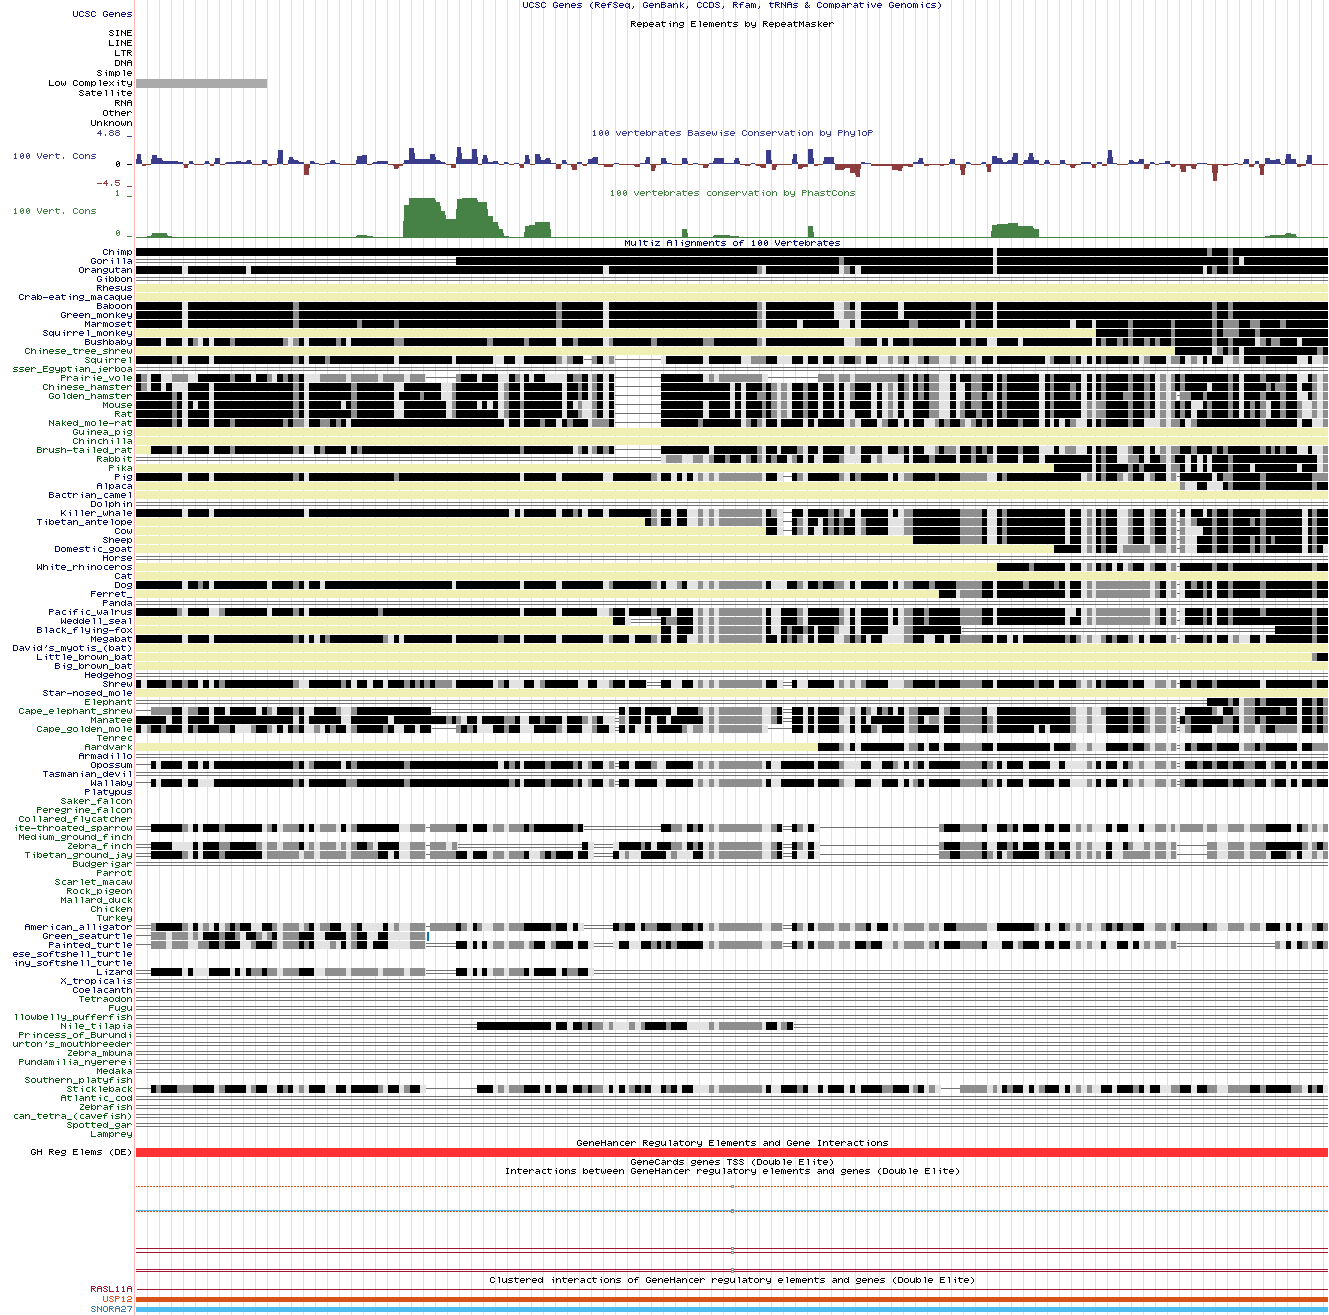 UCSC Genes (RefSeq, GenBank, CCDS, Rfam, tRNAs & Comparative Genomics)
UCSC Genes
Repeating Elements by RepeatMasker
SINE
LINE
LTR
DNA
Simple
Low Complexity
Satellite
RNA
Other
Unknown
100 vertebrates Basewise Conservation by PhyloP
4.88 _
100 Vert. Cons
0 _
-4.5 _
100 vertebrates conservation by PhastCons
1 _
100 Vert. Cons
0 _
Multiz Alignments of 100 Vertebrates
Chimp
Gorilla
Orangutan
Gibbon
Rhesus
Crab-eating_macaque
Baboon
Green_monkey
Marmoset
Squirrel_monkey
Bushbaby
Chinese_tree_shrew
Squirrel
sser_Egyptian_jerboa
Prairie_vole
Chinese_hamster
Golden_hamster
Mouse
Rat
Naked_mole-rat
Guinea_pig
Chinchilla
Brush-tailed_rat
Rabbit
Pika
Pig
Alpaca
Bactrian_camel
Dolphin
Killer_whale
Tibetan_antelope
Cow
Sheep
Domestic_goat
Horse
White_rhinoceros
Cat
Dog
Ferret_
Panda
Pacific_walrus
Weddell_seal
Black_flying-fox
Megabat
David's_myotis_(bat)
Little_brown_bat
Big_brown_bat
Hedgehog
Shrew
Star-nosed_mole
Elephant
Cape_elephant_shrew
Manatee
Cape_golden_mole
Tenrec
Aardvark
Armadillo
Opossum
Tasmanian_devil
Wallaby
Platypus
Saker_falcon
Peregrine_falcon
Collared_flycatcher
ite-throated_sparrow
Medium_ground_finch
Zebra_finch
Tibetan_ground_jay
Budgerigar
Parrot
Scarlet_macaw
Rock_pigeon
Mallard_duck
Chicken
Turkey
American_alligator
Green_seaturtle
Painted_turtle
ese_softshell_turtle
iny_softshell_turtle
Lizard
X_tropicalis
Coelacanth
Tetraodon
Fugu
llowbelly_pufferfish
Nile_tilapia
Princess_of_Burundi
urton's_mouthbreeder
Zebra_mbuna
Pundamilia_nyererei
Medaka
Southern_platyfish
Stickleback
Atlantic_cod
Zebrafish
can_tetra_(cavefish)
Spotted_gar
Lamprey
GeneHancer Regulatory Elements and Gene Interactions
GH Reg Elems (DE)
GeneCards genes TSS (Double Elite)
Interactions between GeneHancer regulatory elements and genes (Double Elite)
Clustered interactions of GeneHancer regulatory elements and genes (Double Elite)
RASL11A
USP12
SNORA27